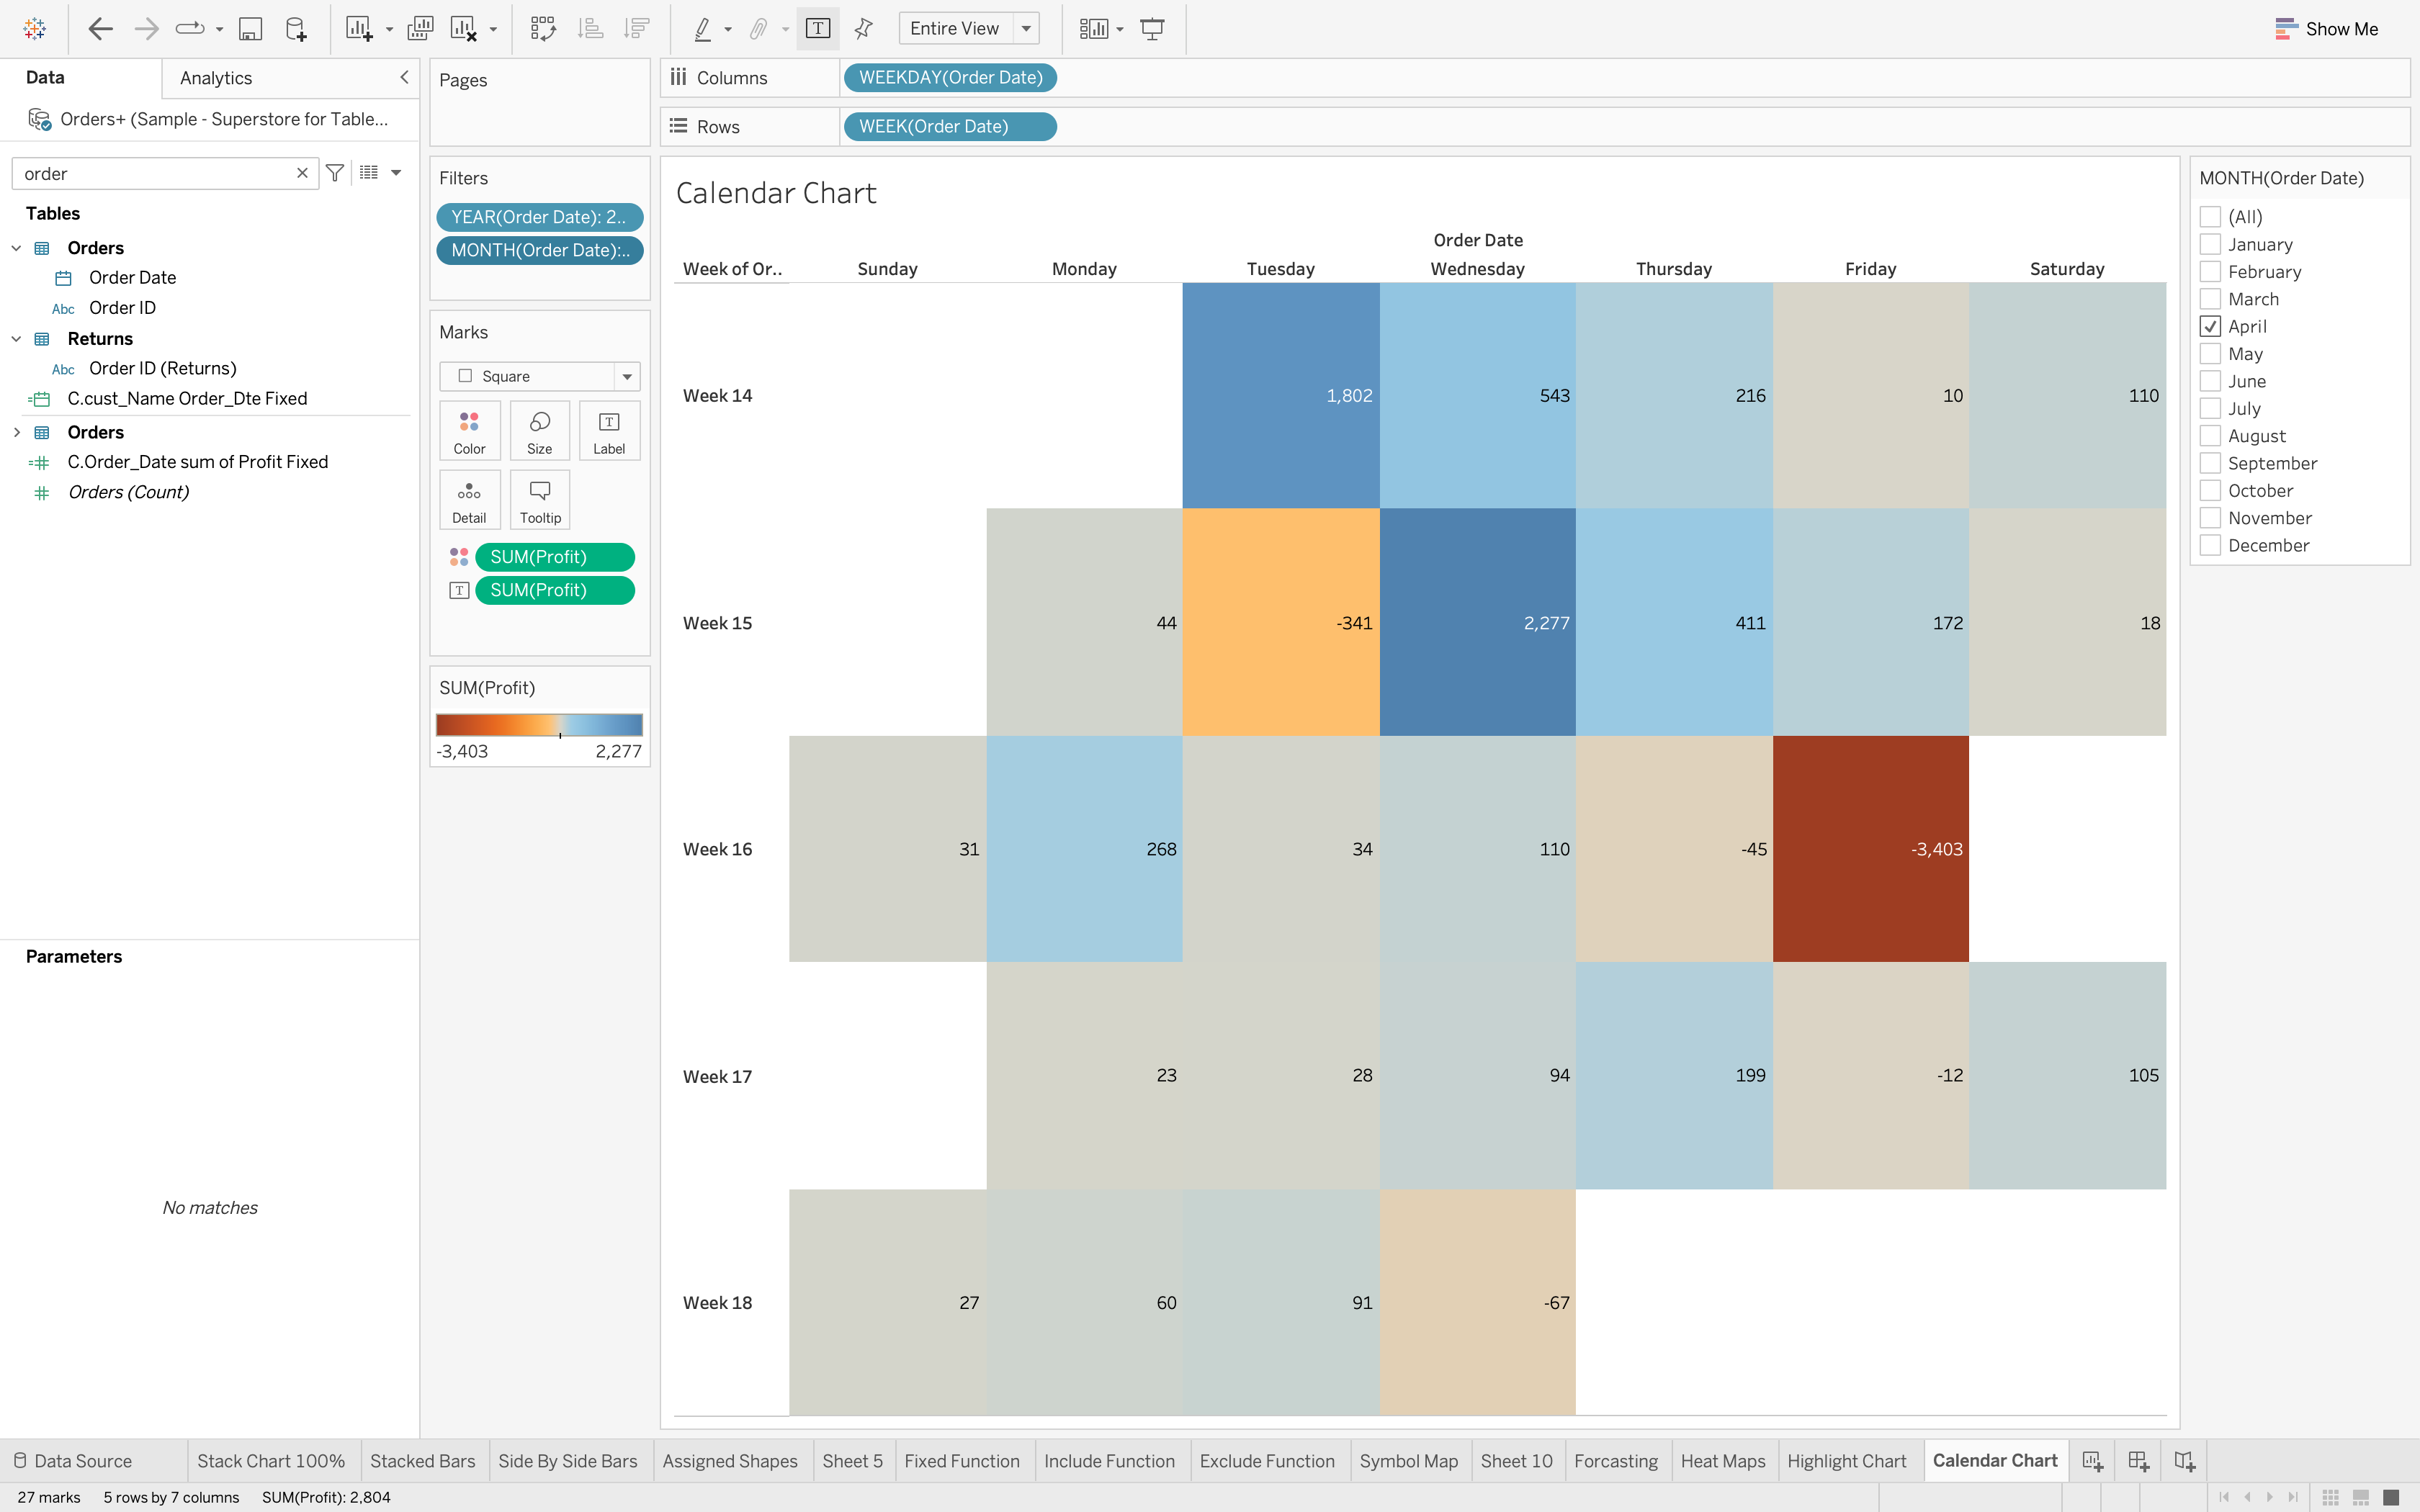 Entire View
Show Me
Data
Analytics
Orders+ (Sample - Superstore for Table...
order
Tables
Orders
Order Date
Abc Order ID
Returns
Abc Order ID (Returns)
C.cust_Name Order_Dte Fixed
Orders
C.Order_Date sum of Profit Fixed
Orders (Count)
Parameters
No matches
Pages
Filters
YEAR(Order Date): 2..
MONTH(Order Date):...
Marks
Square
Color Size Label
Detail Tooltip
SUM(Profit)
SUM(Profit)
SUM(Profit)
-3,403 2,277
Columns WEEKDAY(Order Date)
Rows WEEK(Order Date)
Calendar Chart
Order Date
Week of Or.. Sunday Monday Tuesday Wednesday Thursday Friday Saturday
Week 14 1,802 543 216 10 110
Week 15 44 -341 2,277 411 172 18
Week 16 31 268 34 110 -45 -3,403
Week 17 23 28 94 199 -12 105
Week 18 27 60 91 -67
MONTH(Order Date)
(All)
January
February
March
April
May
June
July
August
September
October
November
December
Data Source Stack Chart 100% Stacked Bars Side By Side Bars Assigned Shapes Sheet 5 Fixed Function Include Function Exclude Function Symbol Map Sheet 10 Forcasting Heat Maps Highlight Chart Calendar Chart
27 marks 5 rows by 7 columns SUM(Profit): 2,804